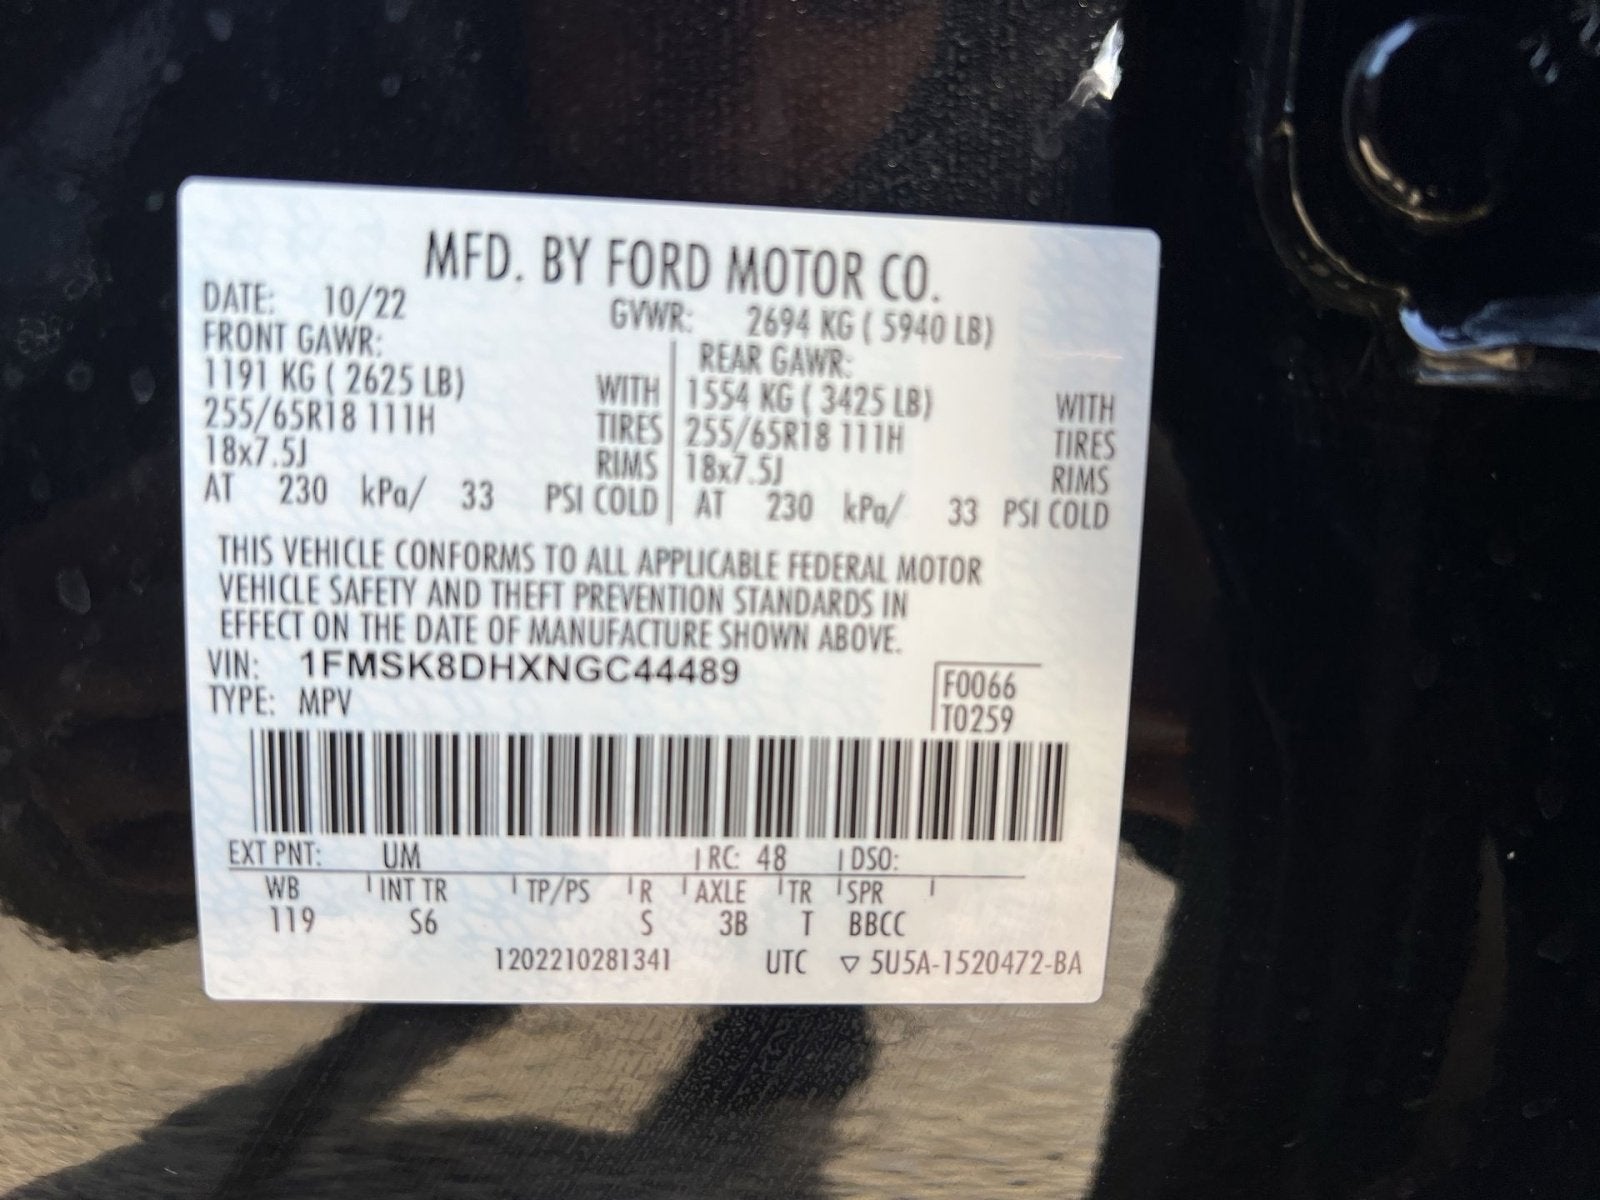 MFD. BY FORD MOTOR CO.
DATE: 10/22 GVWR: 2694 KG ( 5940 LB)
FRONT GAWR: REAR GAWR:
1191 KG ( 2625 LB) WITH 1554 KG ( 3425 LB) WITH
255/65R18 111H TIRES 255/65R18 111H TIRES
18x7.5J RIMS 18x7.5J RIMS
AT 230 kPa/ 33 PSI COLD AT 230 kPa/ 33 PSI COLD
THIS VEHICLE CONFORMS TO ALL APPLICABLE FEDERAL MOTOR
VEHICLE SAFETY AND THEFT PREVENTION STANDARDS IN
EFFECT ON THE DATE OF MANUFACTURE SHOWN ABOVE.
VIN: 1FMSK8DHXNGC44489
TYPE: MPV
F0066
T0259
EXT PNT: UM RC: 48 DSO:
WB INT TR TP/PS R AXLE TR SPR
119 S6 S 3B T BBCC
1202210281341 UTC ▽ 5U5A-1520472-BA